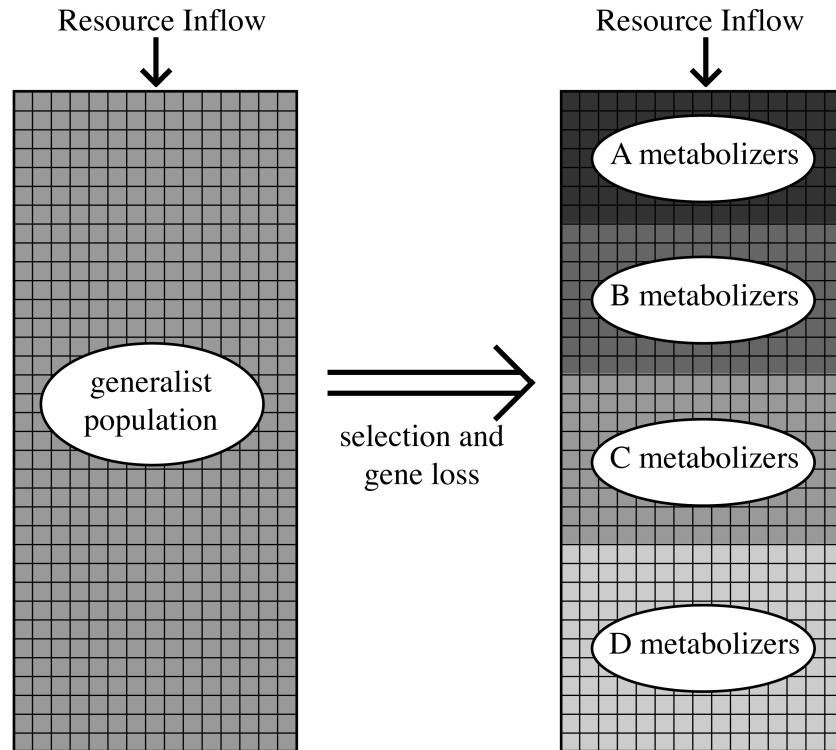 Resource Inflow
generalist
population
selection and
gene loss
Resource Inflow
A metabolizers
B metabolizers
C metabolizers
D metabolizers